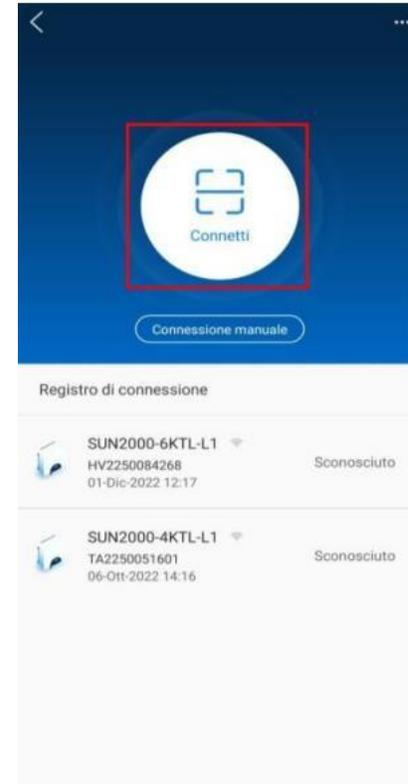 Connetti
Connessione manuale
Registro di connessione
SUN2000-6KTL-L1
HV2250084268
Sconosciuto
01-Dic-2022 12:17
SUN2000-4KTL-L1
TA2250051601
Sconosciuto
06-Ott-2022 14:16